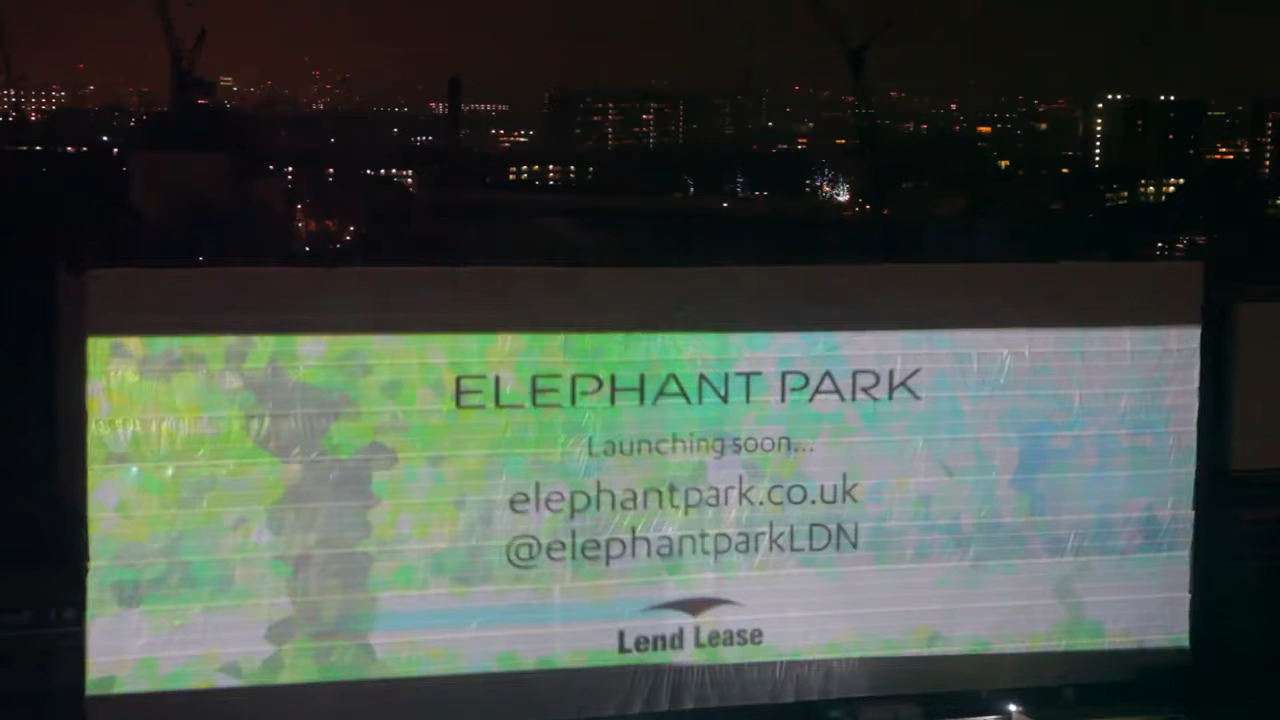 ELEPHANT PARK
Launching soon...
elephantpark.co.uk
@elephantparkLDN
Lend Lease